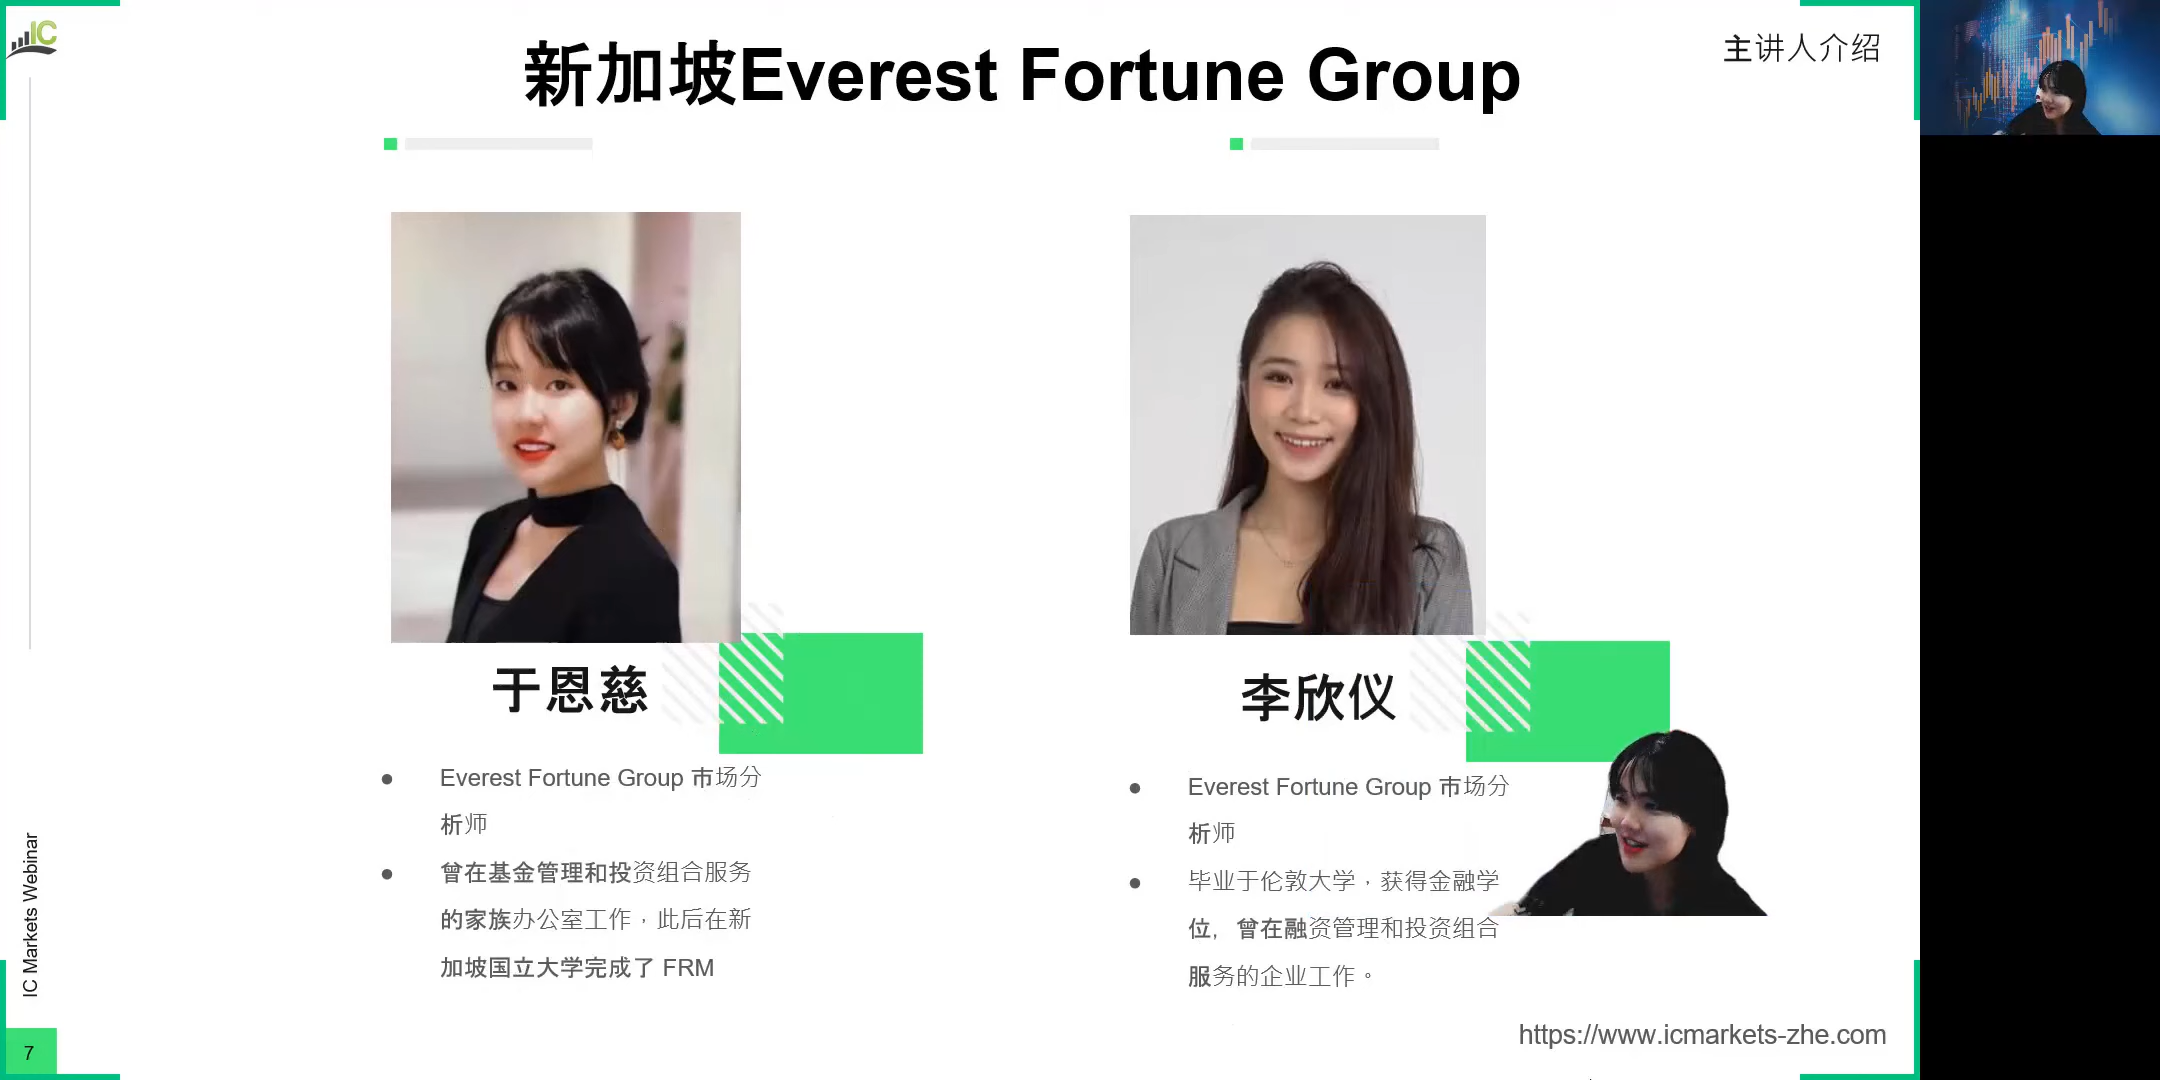 IC
新加坡Everest Fortune Group
主讲人介绍
于恩慈
Everest Fortune Group 市场分
析师
曾在基金管理和投资组合服务
的家族办公室工作，此后在新
加坡国立大学完成了 FRM
李欣仪
Everest Fortune Group 市场分
析师
毕业于伦敦大学，获得金融学
位，曾在融资管理和投资组合
服务的企业工作。
IC Markets Webinar
7
https://www.icmarkets-zhe.com